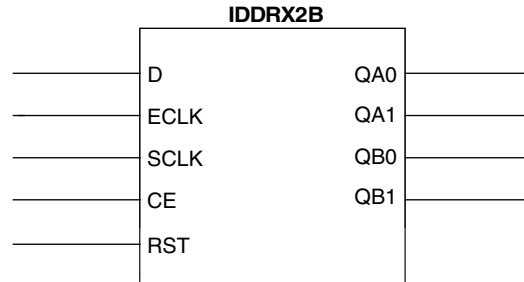 IDDRX2B
D QA0
ECLK QA1
SCLK QB0
CE QB1
RST